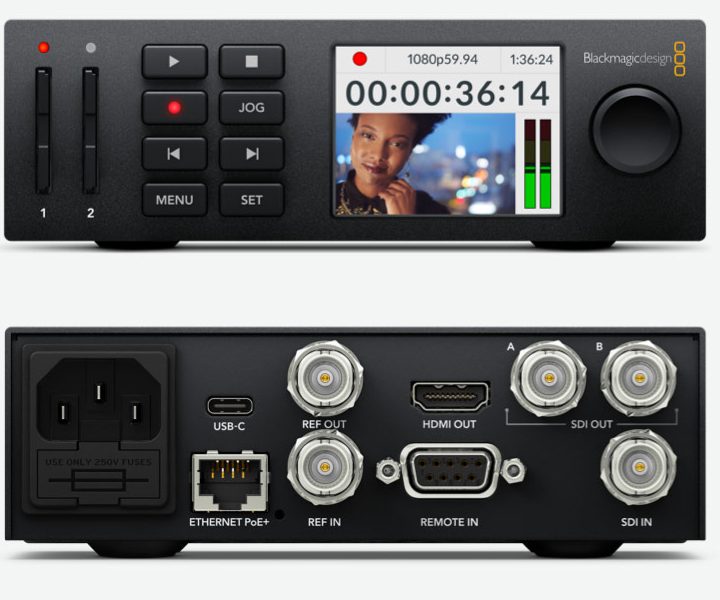 1080p59.94 1:36:24
00:00:36:14
Blackmagicdesign
JOG
MENU SET
1 2
A B
USB-C REF OUT HDMI OUT SDI OUT
USE ONLY 250V FUSES
ETHERNET PoE+ REF IN REMOTE IN SDI IN